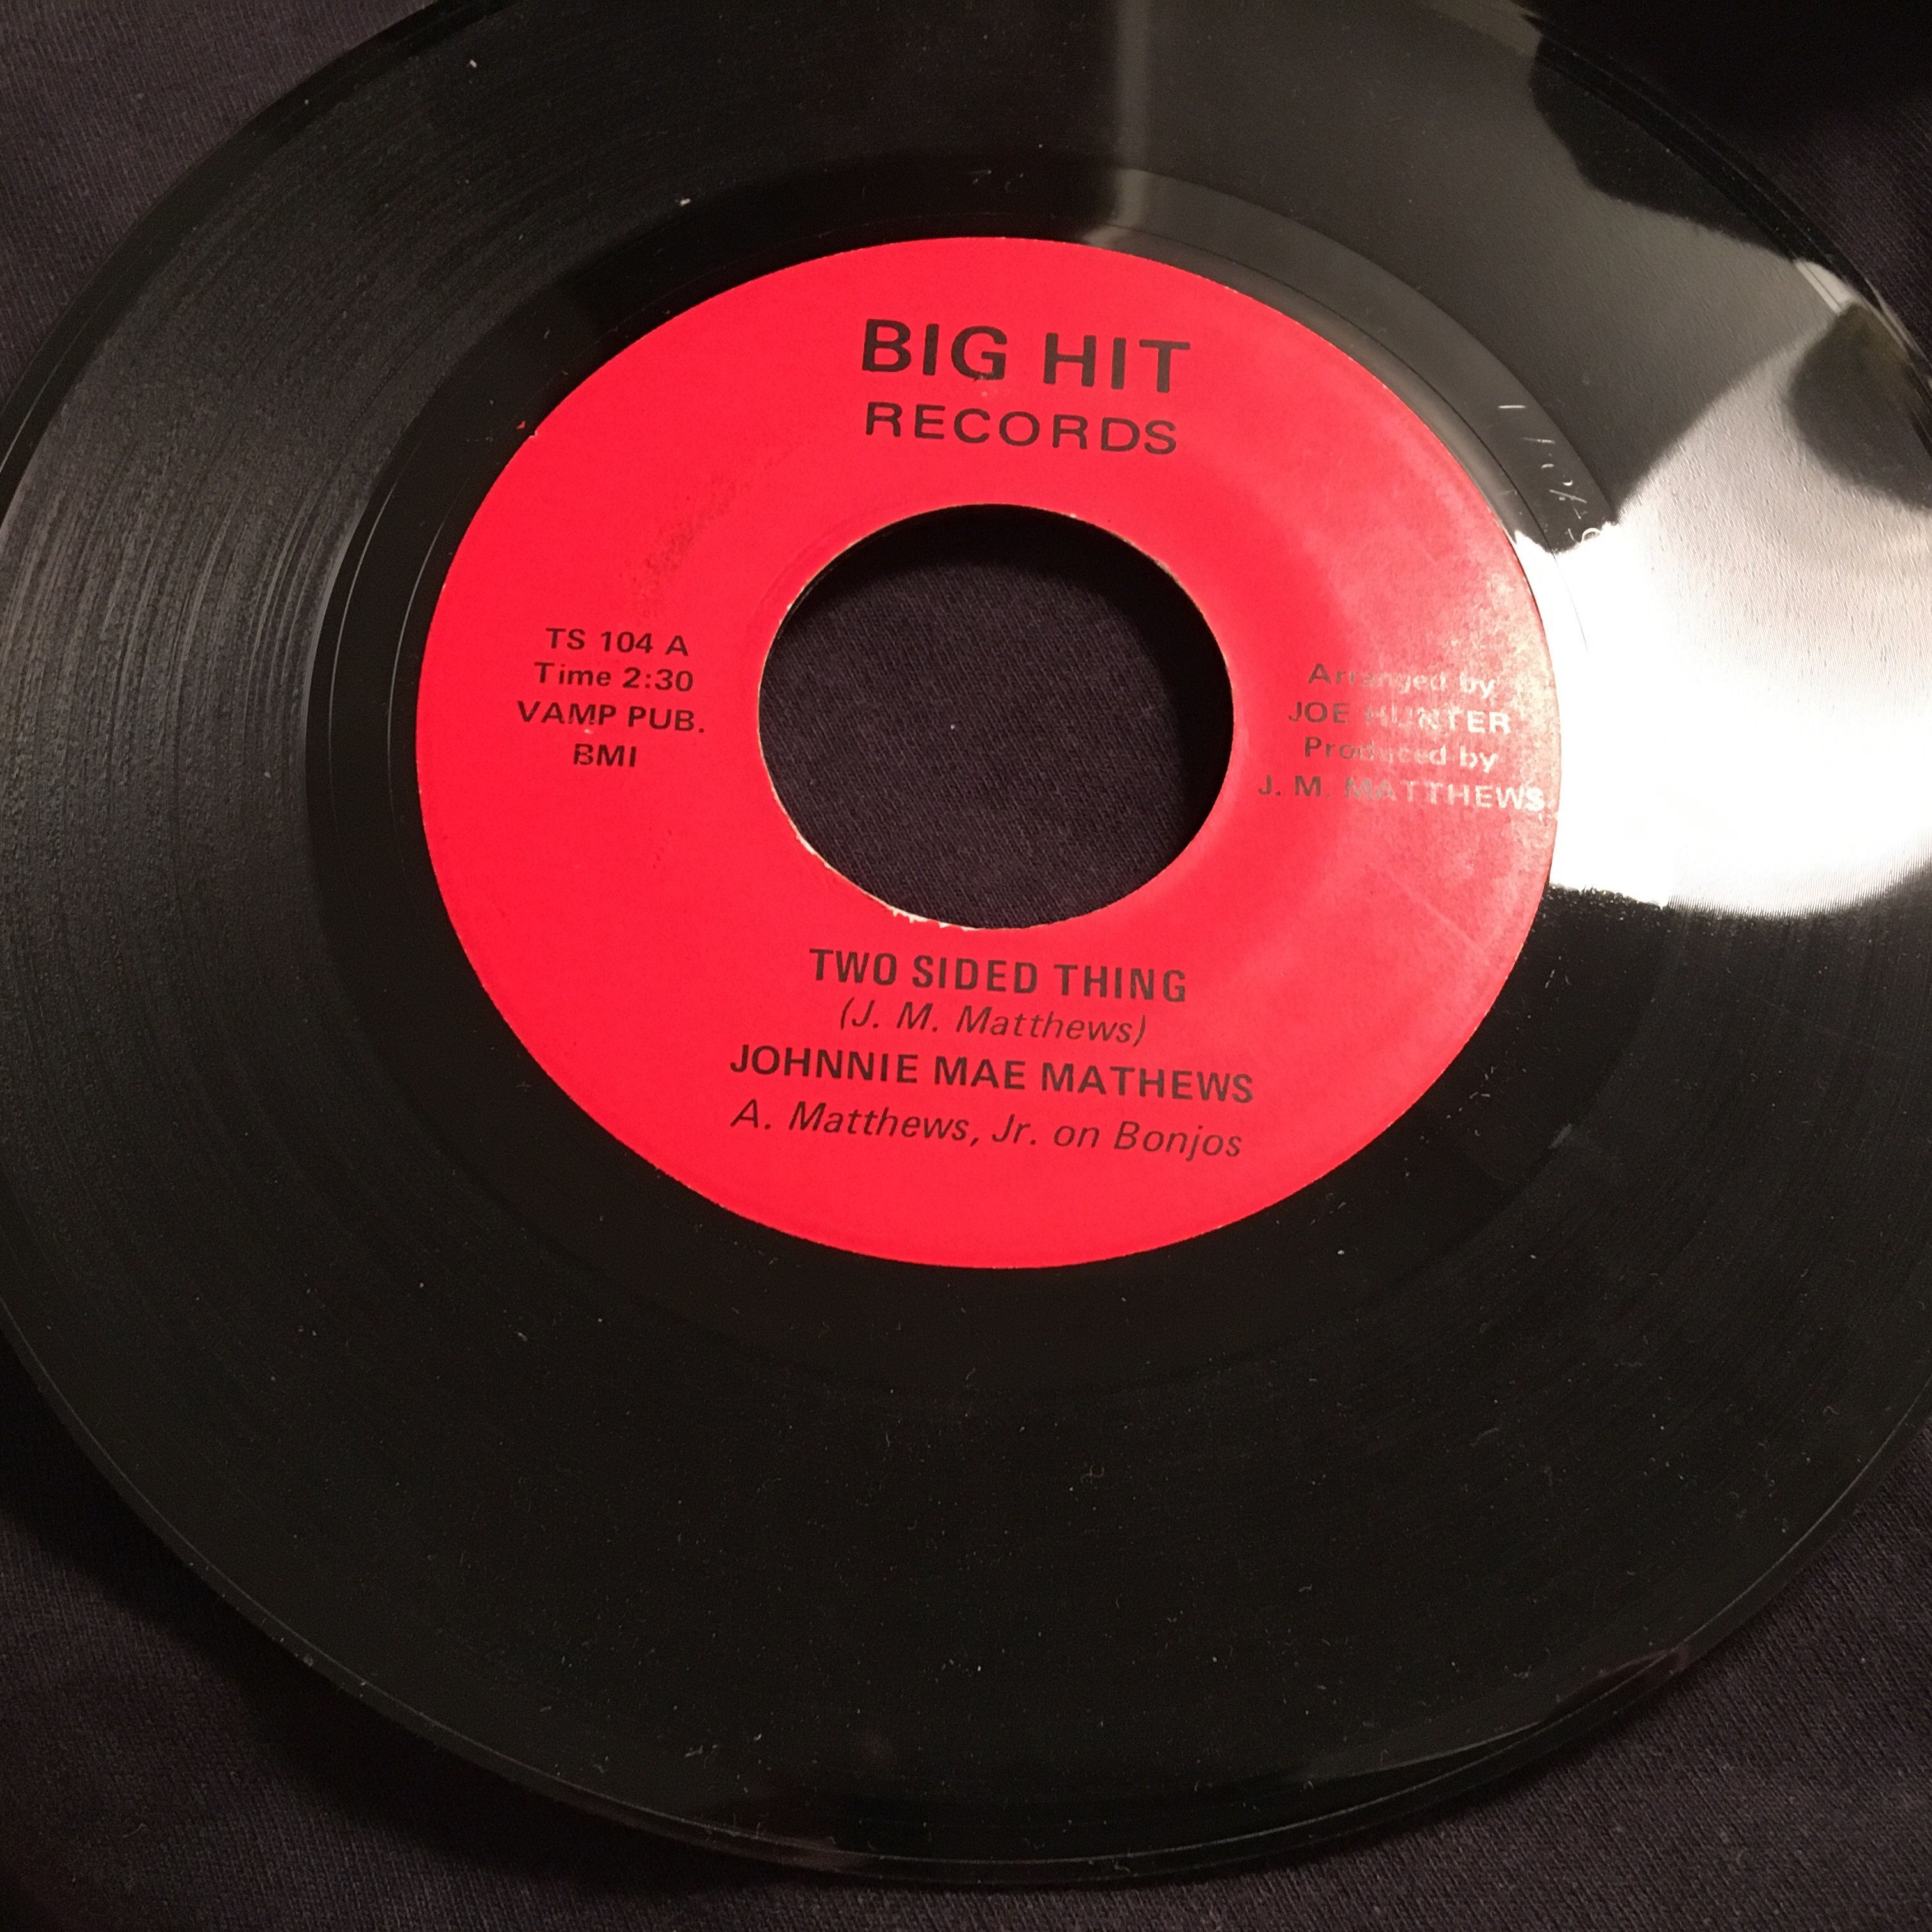 BIG HIT
RECORDS
TS 104 A
Time 2:30
VAMP PUB.
BMI
Arranged by
JOE HUNTER
Produced by
J. M. MATTHEWS
TWO SIDED THING
(J. M. Matthews)
JOHNNIE MAE MATHEWS
A. Matthews, Jr. on Bonjos